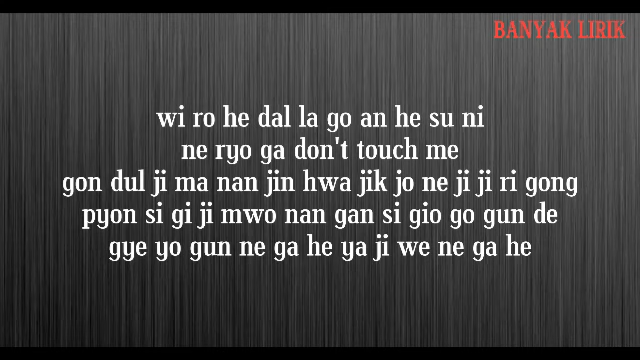 BANYAK LIRIK
wi ro he dal la go an he su ni
ne ryo ga don't touch me
gon dul ji ma nan jin hwa jik jo ne ji ji ri gong
pyon si gi ji mwo nan gan si gio go gun de
gye yo gun ne ga he ya ji we ne ga he